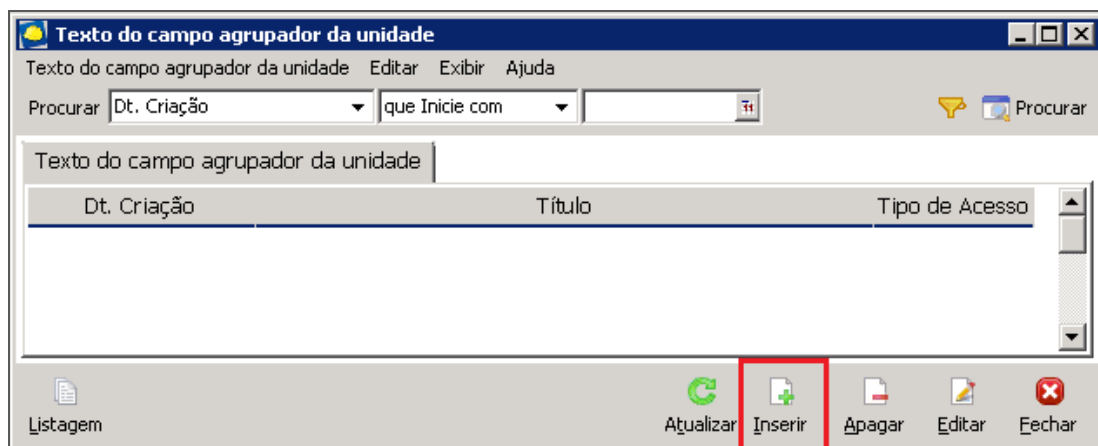 Texto do campo agrupador da unidade
Texto do campo agrupador da unidade Editar Exibir Ajuda
Procurar Dt. Criação que Inicie com Procurar
Texto do campo agrupador da unidade
Dt. Criação Título Tipo de Acesso
Listagem Atualizar Inserir Apagar Editar Fechar